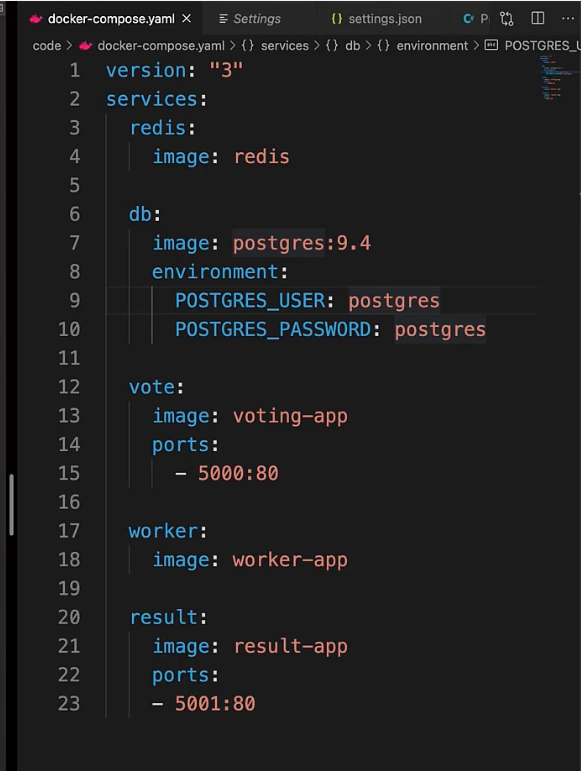 docker-compose.yaml × Settings settings.json P
code > docker-compose.yaml > {} services > {} db > {} environment > POSTGRES_U
1 version: "3"
2 services:
3   redis:
4     image: redis
5
6   db:
7     image: postgres:9.4
8     environment:
9       POSTGRES_USER: postgres
10       POSTGRES_PASSWORD: postgres
11
12   vote:
13     image: voting-app
14     ports:
15       - 5000:80
16
17   worker:
18     image: worker-app
19
20   result:
21     image: result-app
22     ports:
23     - 5001:80